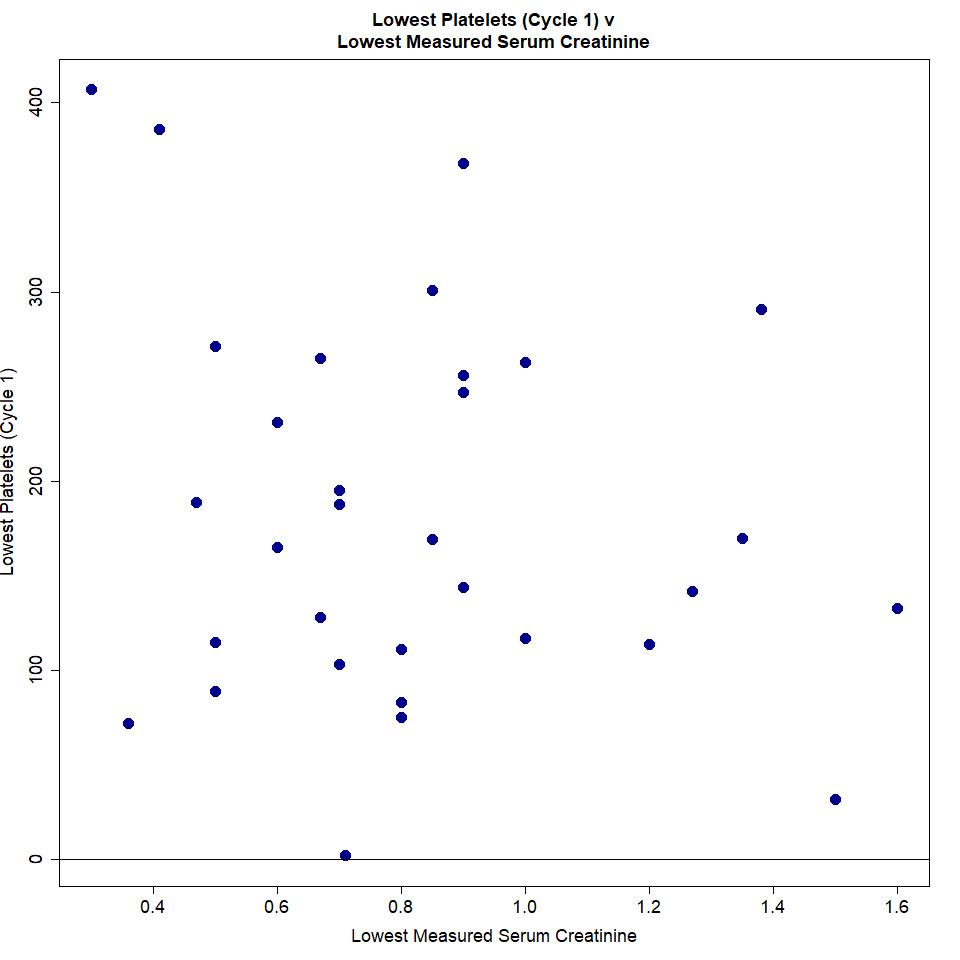 Lowest Platelets (Cycle 1) v
Lowest Measured Serum Creatinine
Lowest Platelets (Cycle 1)
400
300
200
100
0
0.4 0.6 0.8 1.0 1.2 1.4 1.6
Lowest Measured Serum Creatinine